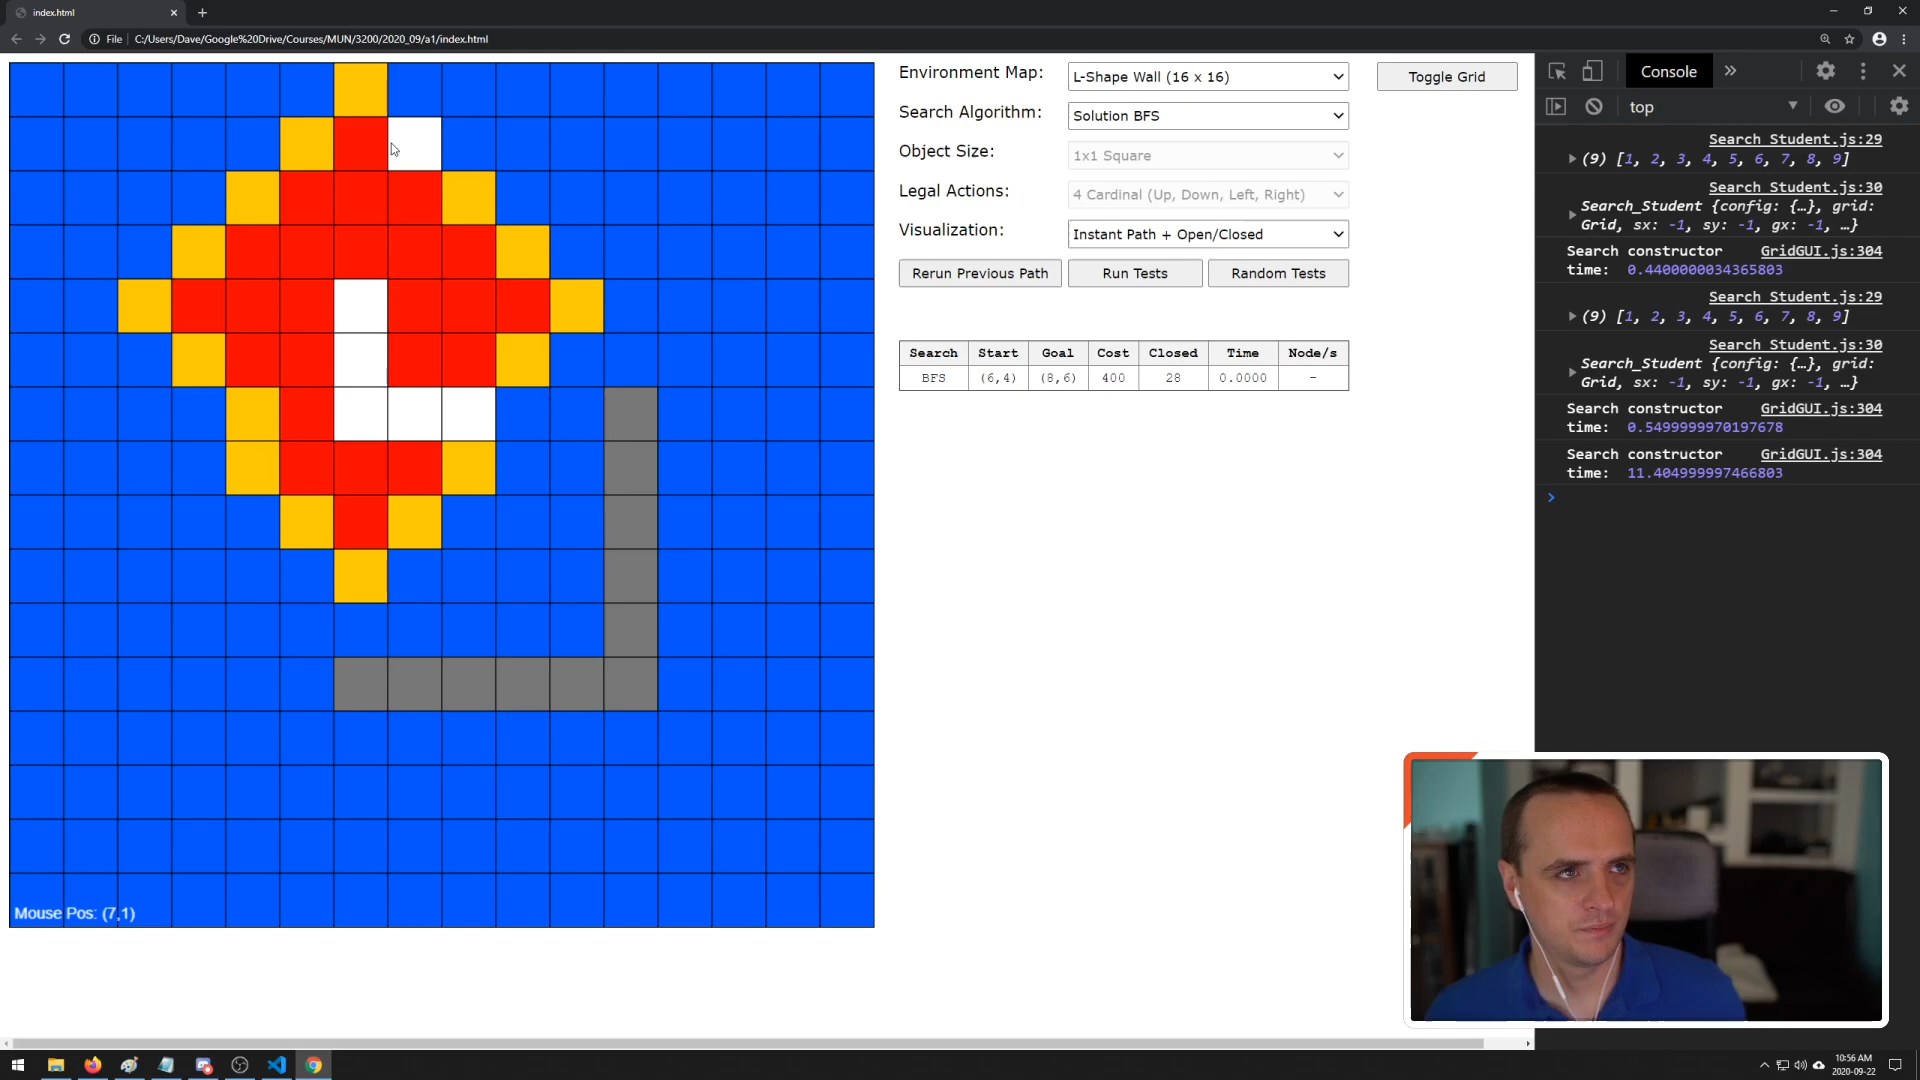 index.html
File C:/Users/Dave/Google%20Drive/Courses/MUN/3200/2020_09/a1/index.html
Mouse Pos: (7,1)
Environment Map: L-Shape Wall (16 x 16) Toggle Grid
Search Algorithm: Solution BFS
Object Size: 1x1 Square
Legal Actions: 4 Cardinal (Up, Down, Left, Right)
Visualization: Instant Path + Open/Closed
Rerun Previous Path Run Tests Random Tests
Search Start Goal Cost Closed Time Node/s
BFS (6,4) (8,6) 400 28 0.0000 -
Console
top
Search_Student.js:29
(9) [1, 2, 3, 4, 5, 6, 7, 8, 9]
Search_Student.js:30
Search_Student {config: {…}, grid:
Grid, sx: -1, sy: -1, gx: -1, …}
Search constructor GridGUI.js:304
time: 0.4400000034365803
Search_Student.js:29
(9) [1, 2, 3, 4, 5, 6, 7, 8, 9]
Search_Student.js:30
Search_Student {config: {…}, grid:
Grid, sx: -1, sy: -1, gx: -1, …}
Search constructor GridGUI.js:304
time: 0.5499999970197678
Search constructor GridGUI.js:304
time: 11.404999997466803
10:56 AM
2020-09-22